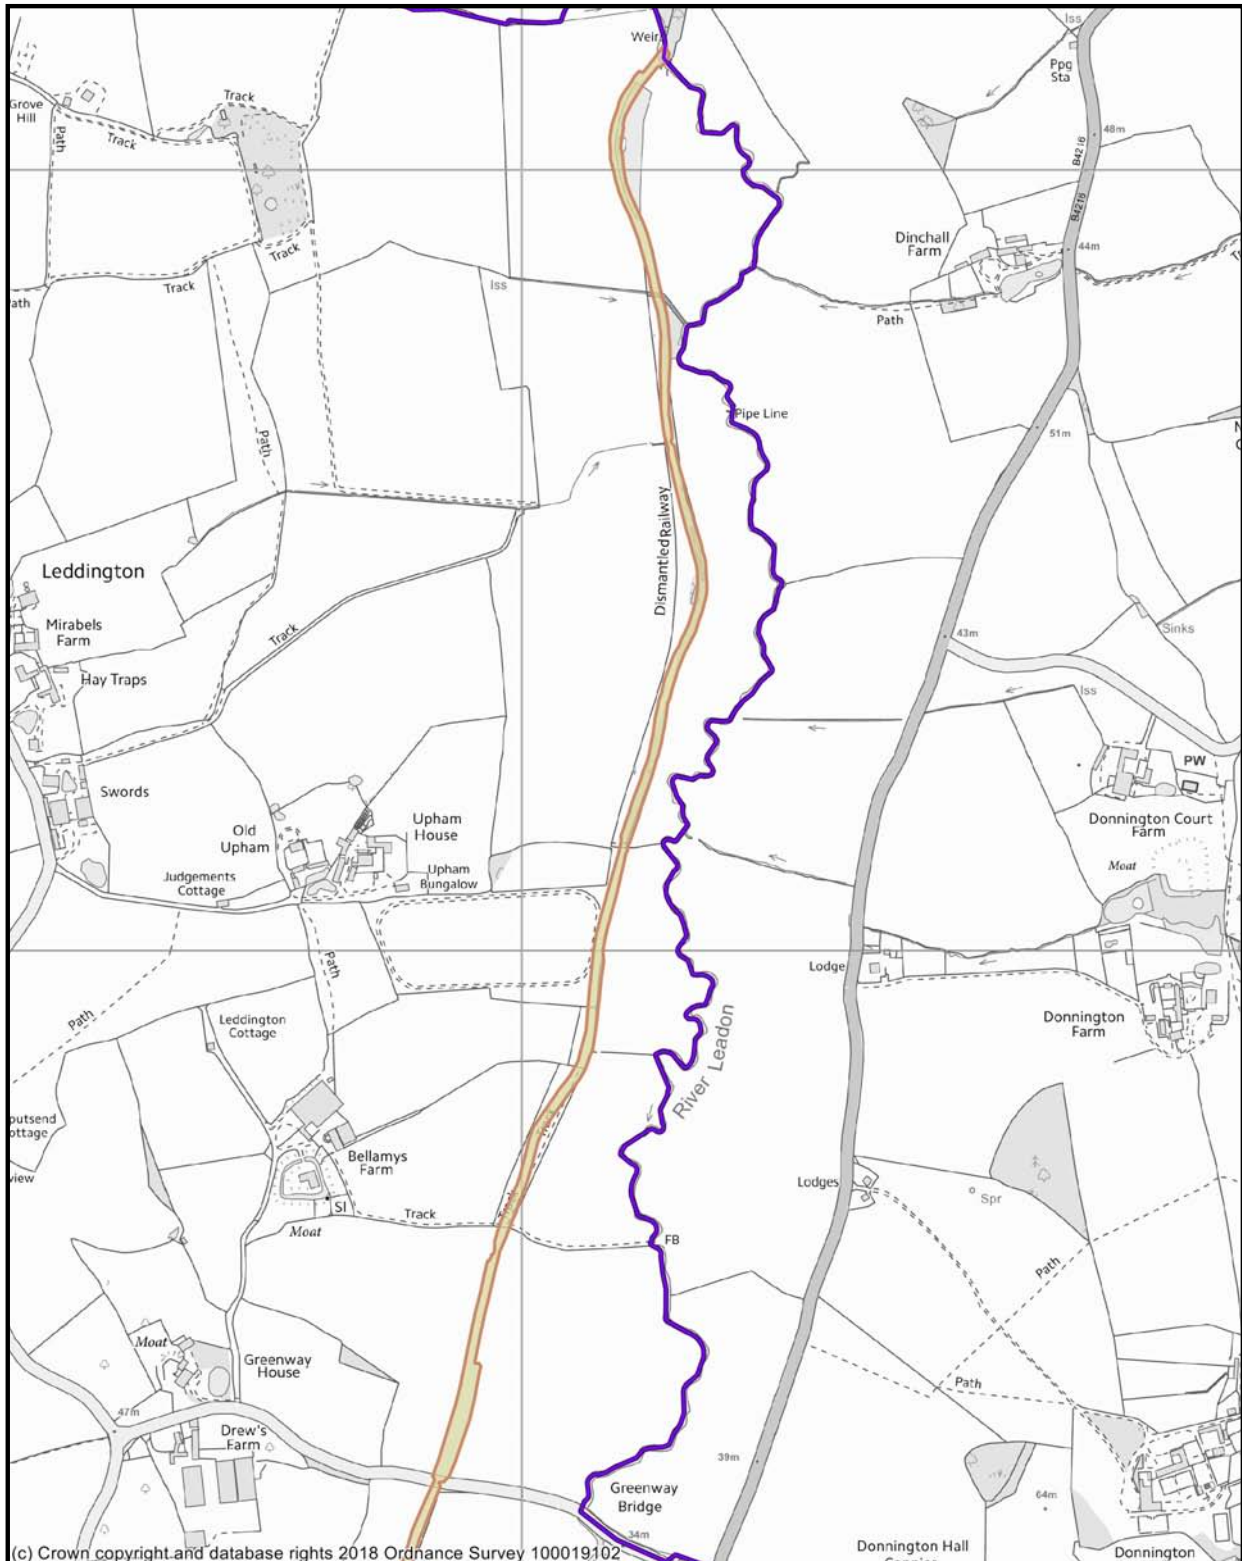 Weir
Iss
Ppg
Sta
Grove
Hill
Track
Path
Track
48m
B4216
B4216
Dinchall
Farm
44m
Track
Track
Iss
Path
Path
Pipe Line
51m
Path
Dismantled Railway
Leddington
Mirabels
Farm
Track
Hay Traps
43m
Sinks
Iss
PW
Swords
Old
Upham
Upham
House
Donnington Court
Farm
Moat
Judgements
Cottage
Upham
Bungalow
Path
Lodge
Path
Leddington
Cottage
Donnington
Farm
River Leadon
Track
Bellamys
Farm
Lodges
Spr
SI
Track
Moat
FB
Path
Moat
Greenway
House
Path
47m
Drew's
Farm
39m
Greenway
Bridge
64m
34m
Donnington Hall
Donnington
(c) Crown copyright and database rights 2018 Ordnance Survey 100019102